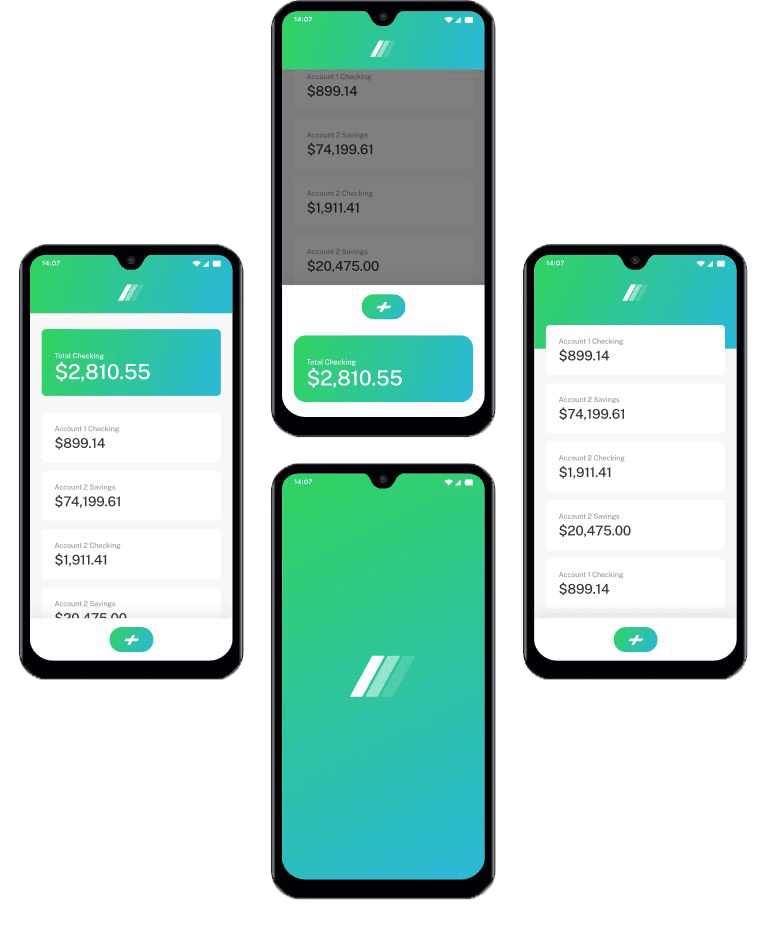 14:07
Account 1 Checking
$899.14
Account 2 Savings
$74,199.61
Account 2 Checking
$1,911.41
Account 2 Savings
$20,475.00
Total Checking
$2,810.55
14:07
Total Checking
$2,810.55
Account 1 Checking
$899.14
Account 2 Savings
$74,199.61
Account 2 Checking
$1,911.41
Account 2 Savings
$20,475.00
14:07
Account 1 Checking
$899.14
Account 2 Savings
$74,199.61
Account 2 Checking
$1,911.41
Account 2 Savings
$20,475.00
Account 1 Checking
$899.14
14:07